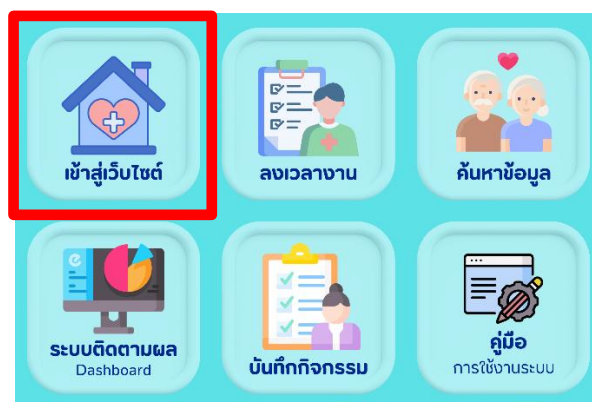 เข้าสู่เว็บไซต์
ลงเวลางาน
ค้นหาข้อมูล
ระบบติดตามผล
Dashboard
บันทึกกิจกรรม
คู่มือ
การใช้งานระบบ